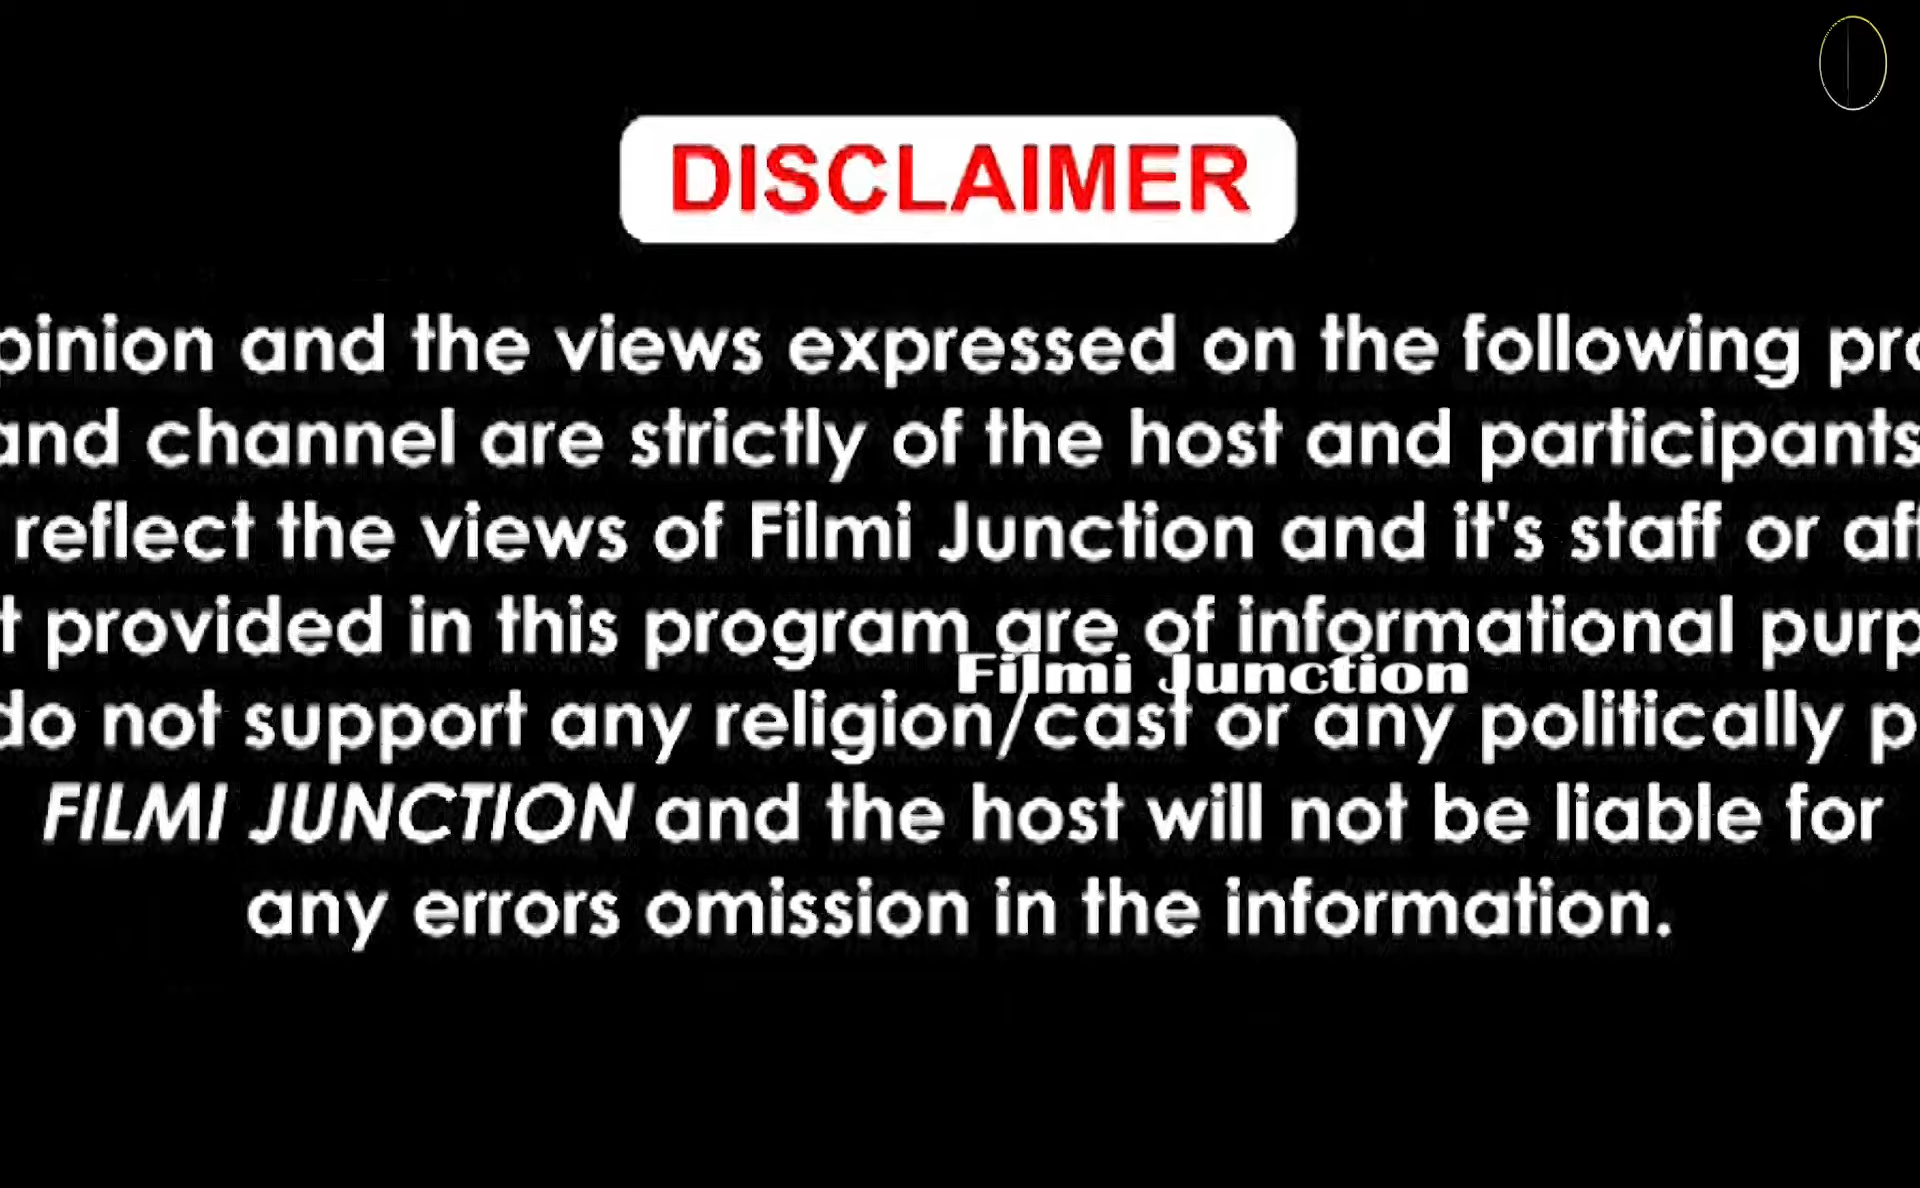 DISCLAIMER
pinion and the views expressed on the following pro
and channel are strictly of the host and participants
reflect the views of Filmi Junction and it's staff or aff
t provided in this program are of informational purp
Filmi Junction
do not support any religion/cast or any politically p
FILMI JUNCTION and the host will not be liable for
any errors omission in the information.